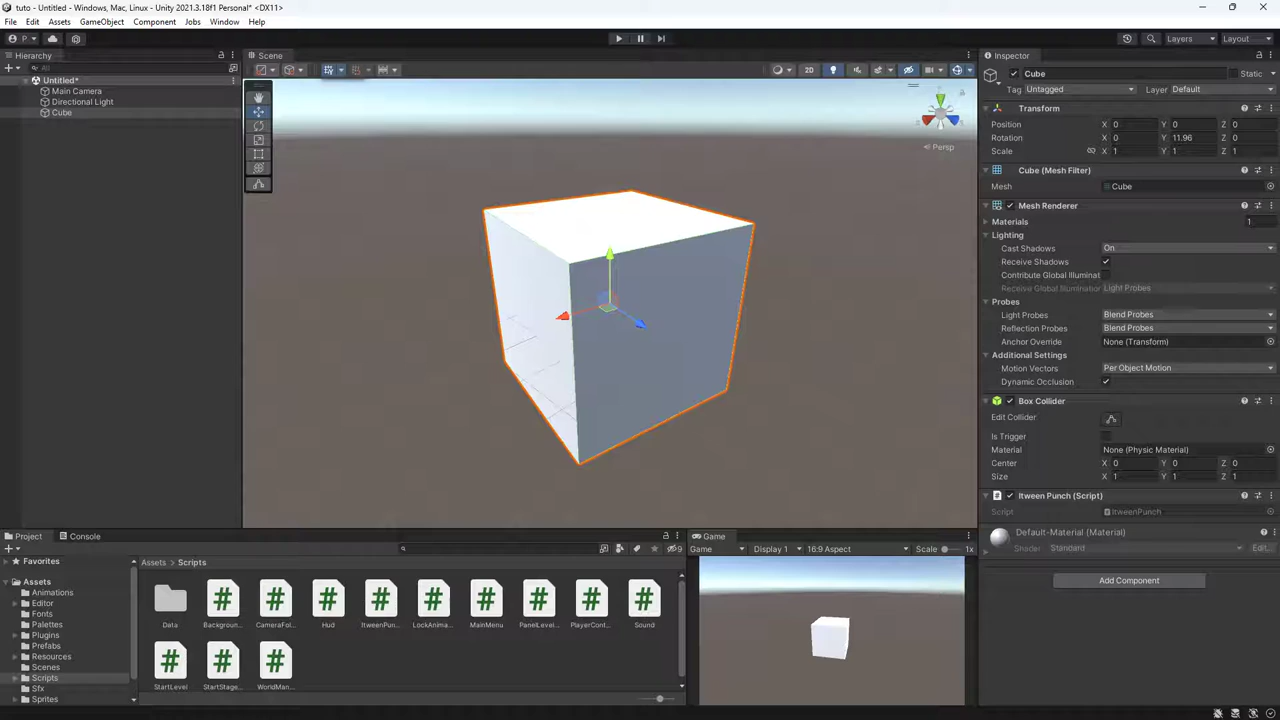 tuto - Untitled - Windows, Mac, Linux - Unity 2021.3.18f1 Personal* <DX11>
File Edit Assets GameObject Component Jobs Window Help
P
Layers Layout
Hierarchy
All
Untitled*
Main Camera
Directional Light
Cube
Scene
2D
Persp
Inspector
Cube Static
Tag Untagged Layer Default
Transform
Position X 0 Y 0 Z 0
Rotation X 0 Y 11.96 Z 0
Scale X 1 Y 1 Z 1
Cube (Mesh Filter)
Mesh Cube
Mesh Renderer
Materials 1
Lighting
Cast Shadows On
Receive Shadows
Contribute Global Illuminat
Receive Global Illumination Light Probes
Probes
Light Probes Blend Probes
Reflection Probes Blend Probes
Anchor Override None (Transform)
Additional Settings
Motion Vectors Per Object Motion
Dynamic Occlusion
Box Collider
Edit Collider
Is Trigger
Material None (Physic Material)
Center X 0 Y 0 Z 0
Size X 1 Y 1 Z 1
Itween Punch (Script)
Script ItweenPunch
Default-Material (Material)
Shader Standard Edit...
Add Component
Project Console
9
Favorites
Assets
Animations
Editor
Fonts
Palettes
Plugins
Prefabs
Resources
Scenes
Scripts
Sfx
Sprites
Assets > Scripts
Data Backgroun... CameraFol... Hud ItweenPun... LockAnima... MainMenu PanelLevel... PlayerCont... Sound
StartLevel StartStage... WorldMan...
Game
Game Display 1 16:9 Aspect Scale 1x